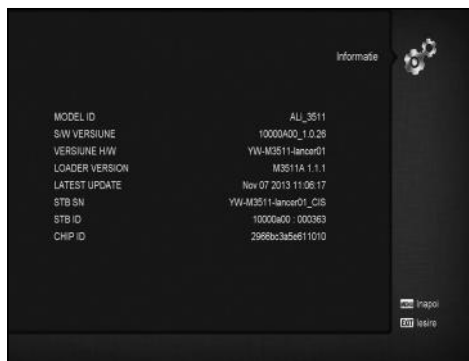 Informatie
MODEL ID ALi_3511
S/W VERSIUNE 10000A00_1.0.26
VERSIUNE H/W YW-M3511-lancer01
LOADER VERSION M3511A 1.1.1
LATEST UPDATE Nov 07 2013 11:06:17
STB SN YW-M3511-lancer01_CIS
STB ID 10000a00 : 000363
CHIP ID 2966bc3a5e611010
MENU Inapoi
EXIT Iesire